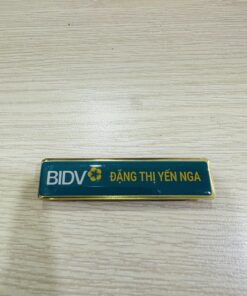 BIDV ĐẶNG THỊ YẾN NGA